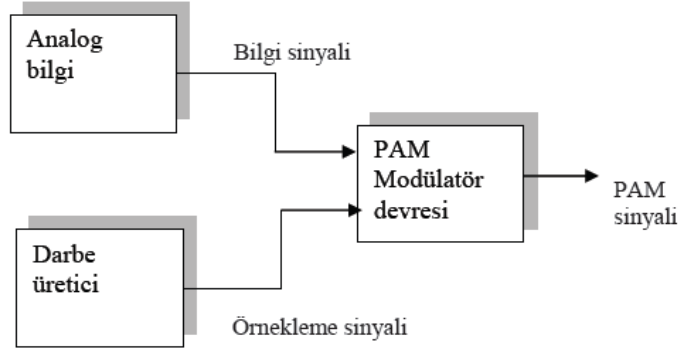 Analog
bilgi
Bilgi sinyali
PAM
Modülatör
devresi
PAM
sinyali
Darbe
üretici
Örnekleme sinyali